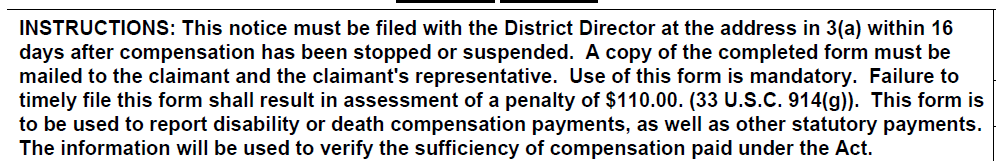 INSTRUCTIONS: This notice must be filed with the District Director at the address in 3(a) within 16
days after compensation has been stopped or suspended.  A copy of the completed form must be
mailed to the claimant and the claimant's representative.  Use of this form is mandatory.  Failure to
timely file this form shall result in assessment of a penalty of $110.00. (33 U.S.C. 914(g)).  This form is
to be used to report disability or death compensation payments, as well as other statutory payments.
The information will be used to verify the sufficiency of compensation paid under the Act.